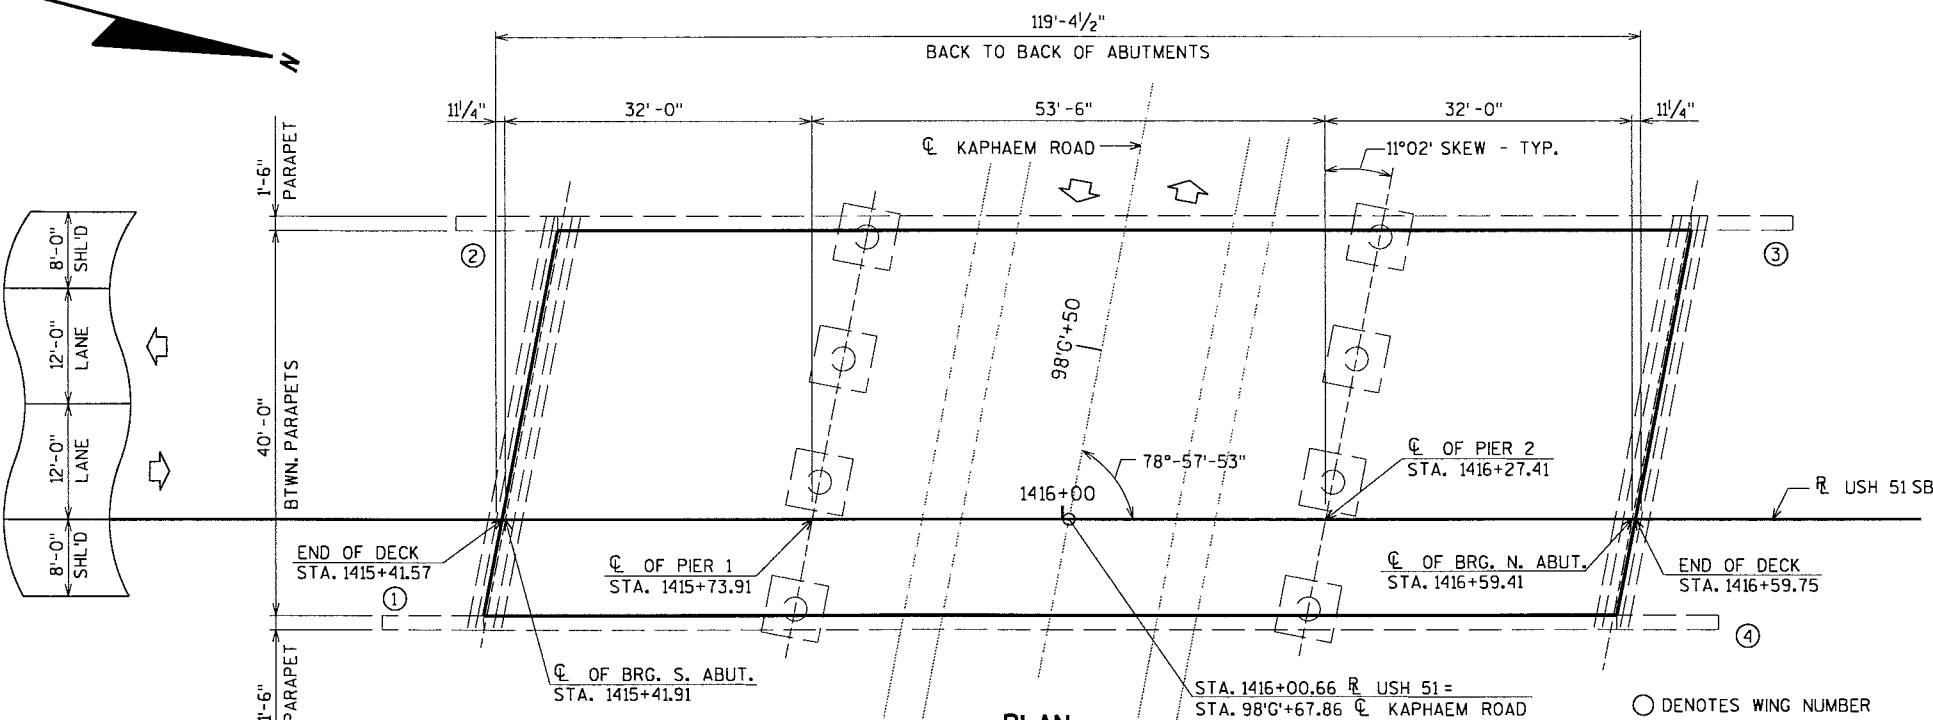 N
119'-4 1/2"
BACK TO BACK OF ABUTMENTS
11 1/4"
32'-0"
53'-6"
32'-0"
11 1/4"
℄ KAPHAEM ROAD
11°02' SKEW - TYP.
1'-6"
PARAPET
2
3
8'-0"
SHL'D
12'-0"
LANE
12'-0"
LANE
8'-0"
SHL'D
40'-0"
BTWN. PARAPETS
98'G'+50
78°-57'-53"
1416+00
℄ OF PIER 2
STA. 1416+27.41
R USH 51 SB
END OF DECK
STA. 1415+41.57
℄ OF PIER 1
STA. 1415+73.91
℄ OF BRG. N. ABUT.
STA. 1416+59.41
END OF DECK
STA. 1416+59.75
1
4
1'-6"
PARAPET
℄ OF BRG. S. ABUT.
STA. 1415+41.91
STA. 1416+00.66 R USH 51 =
STA. 98'G'+67.86 ℄ KAPHAEM ROAD
DENOTES WING NUMBER
PLAN